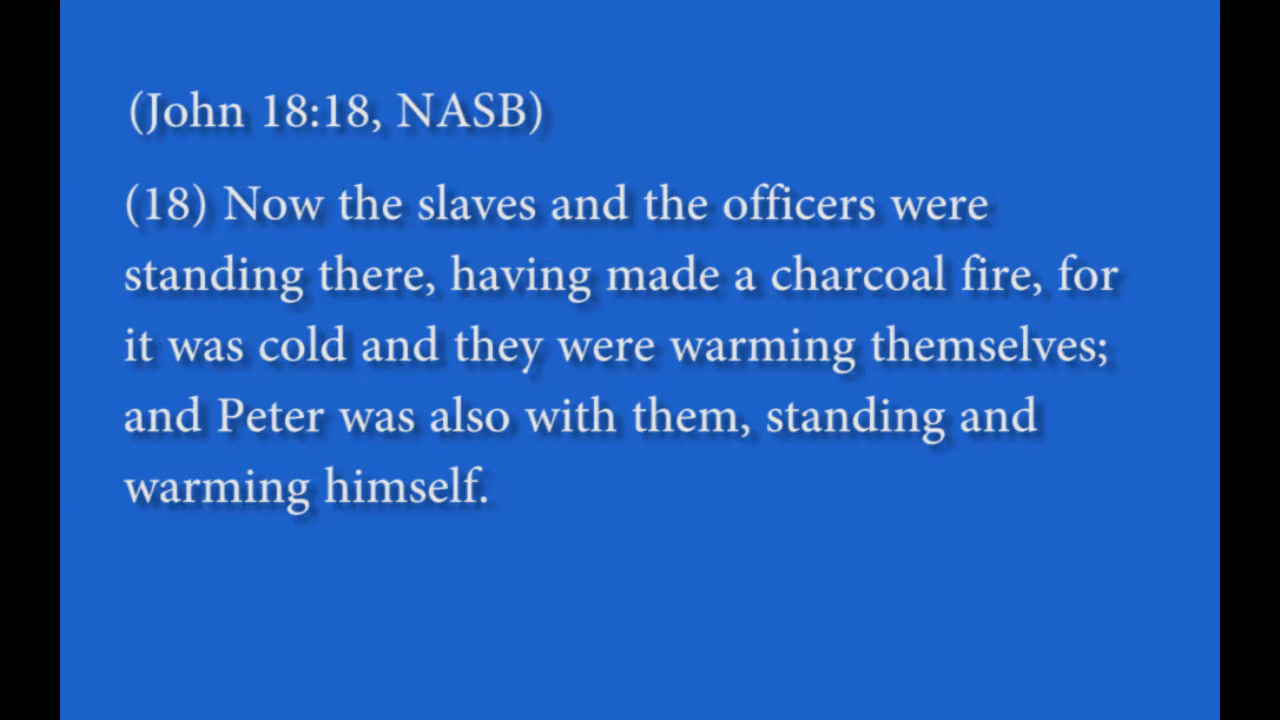 (John 18:18, NASB)
(18) Now the slaves and the officers were
standing there, having made a charcoal fire, for
it was cold and they were warming themselves;
and Peter was also with them, standing and
warming himself.